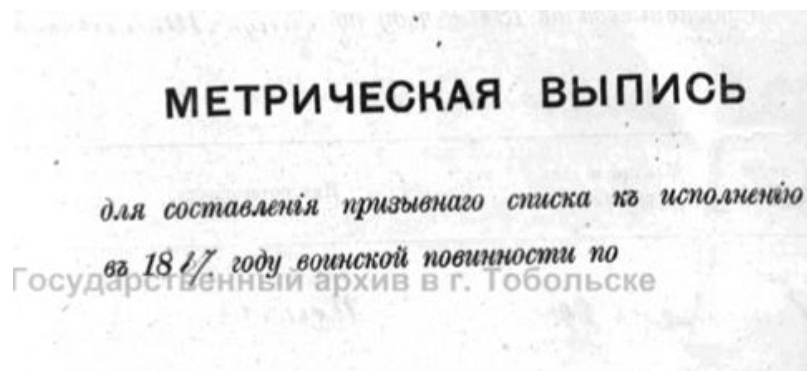 МЕТРИЧЕСКАЯ ВЫПИСЬ
для составленія призывнаго списка къ исполненію
въ 18 году воинской повинности по
Государственный архив в г. Тобольске